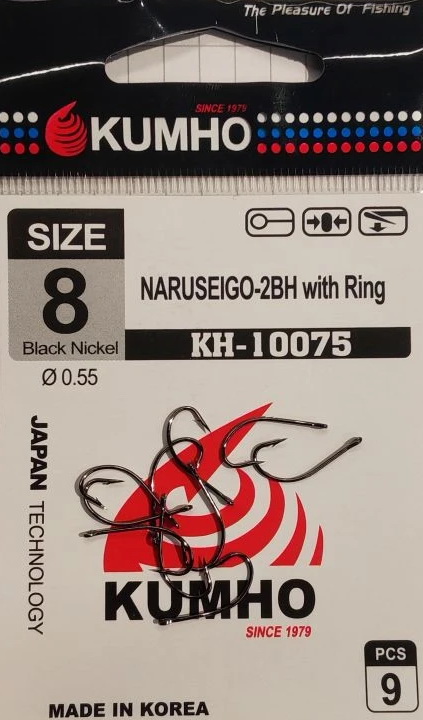 The Pleasure Of Fishing
SINCE 1979
KUMHO
SIZE
8
Black Nickel
NARUSEIGO-2BH with Ring
KH-10075
Ø 0.55
JAPAN TECHNOLOGY
KUMHO
SINCE 1979
PCS
9
MADE IN KOREA